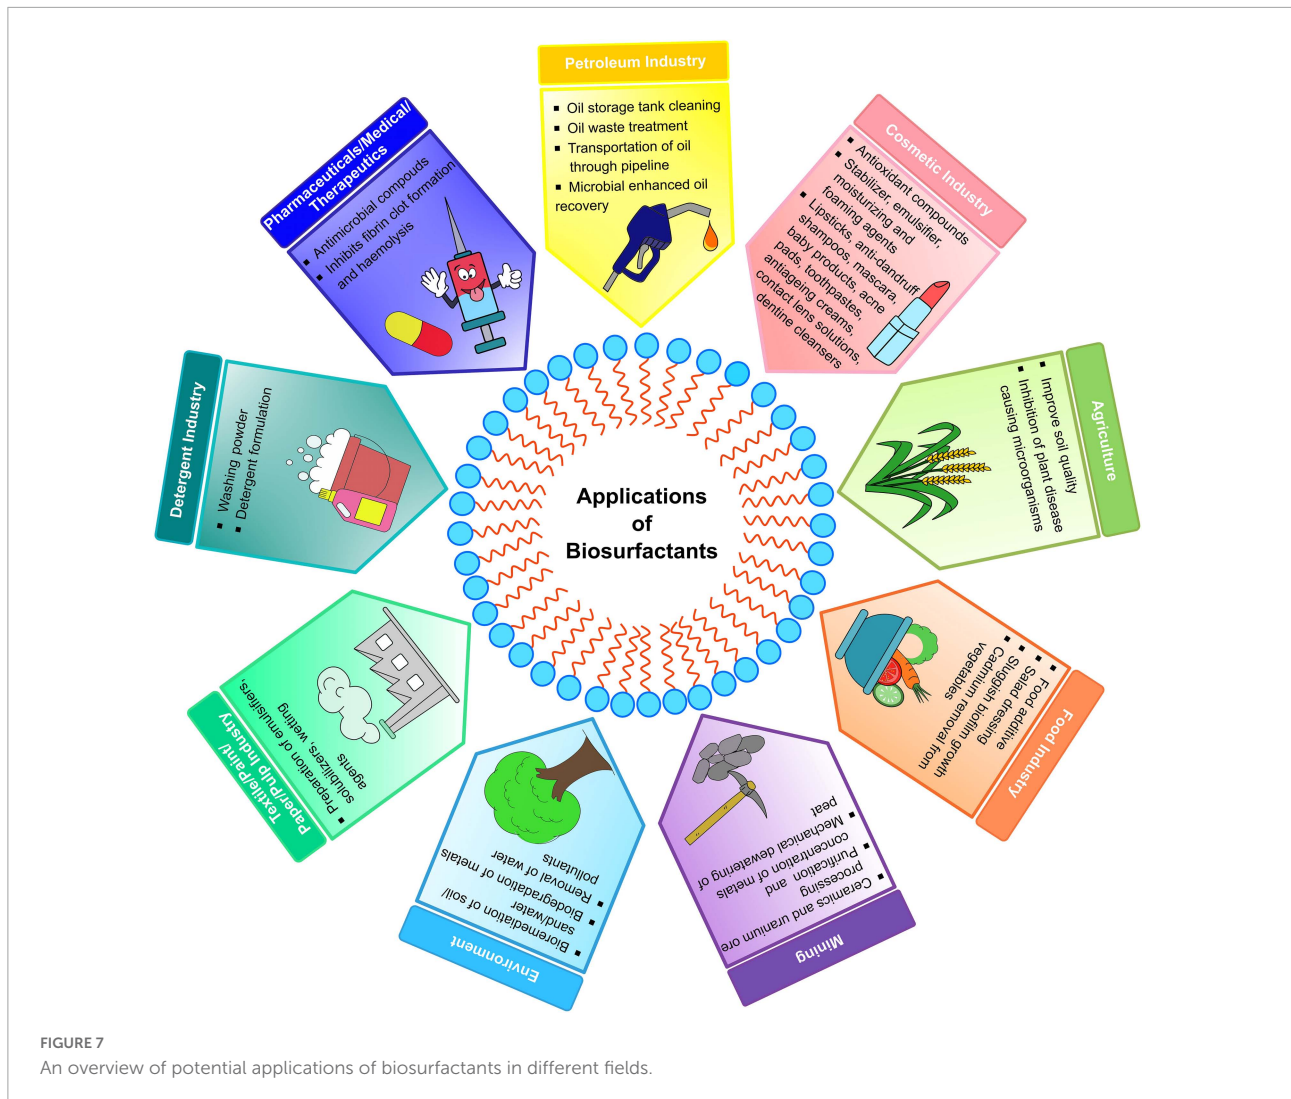 Petroleum Industry
▪ Oil storage tank cleaning
▪ Oil waste treatment
▪ Transportation of oil
through pipeline
▪ Microbial enhanced oil
recovery
Cosmetic Industry
▪ Antioxidant compounds
▪ Stabilizer, emulsifier,
moisturizing and
foaming agents
▪ Lipsticks, anti-dandruff
shampoos, mascara,
baby products, acne
pads, toothpastes,
antiageing creams,
contact lens solutions,
dentine cleansers
Agriculture
▪ Improve soil quality
▪ Inhibition of plant disease
causing microorganisms
Food Industry
▪ Food additive
▪ Salad dressing
▪ Sluggish biofilm growth
▪ Cadmium removal from
vegetables
Mining
▪ Ceramics and uranium ore
processing
▪ Purification and
concentration of metals
▪ Mechanical dewatering of
peat
Environment
▪ Bioremediation of soil/
sand/water
▪ Biodegradation of metals
▪ Removal of water
pollutants
Textile/Paint/
Paper/Pulp Industry
▪ Preparation of emulsifiers,
solubilizers, wetting
agents
Detergent Industry
▪ Washing powder
▪ Detergent formulation
Pharmaceuticals/Medical/
Therapeutics
▪ Antimicrobial compouds
▪ Inhibits fibrin clot formation
and haemolysis
Applications
of
Biosurfactants
FIGURE 7
An overview of potential applications of biosurfactants in different fields.